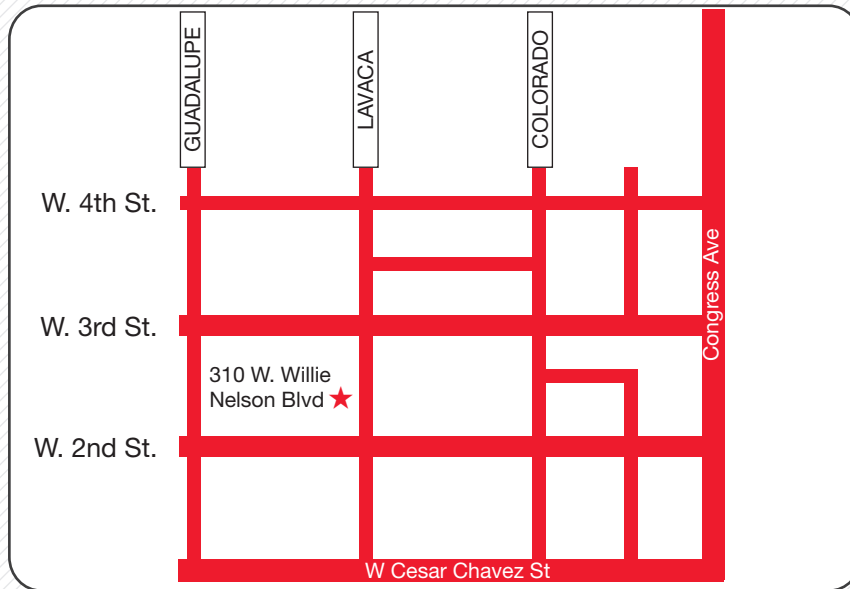 GUADALUPE
LAVACA
COLORADO
W. 4th St.
Congress Ave
W. 3rd St.
310 W. Willie
Nelson Blvd
W. 2nd St.
W Cesar Chavez St